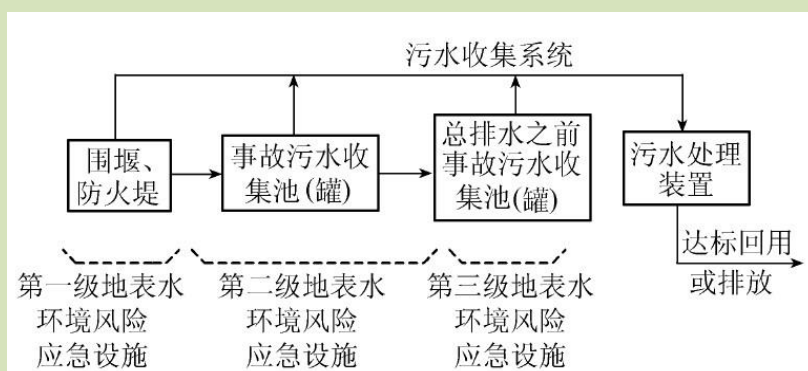 污水收集系统
围堰、
防火堤
事故污水收
集池(罐)
总排水之前
事故污水收
集池(罐)
污水处理
装置
达标回用
或排放
第一级地表水
环境风险
应急设施
第二级地表水
环境风险
应急设施
第三级地表水
环境风险
应急设施